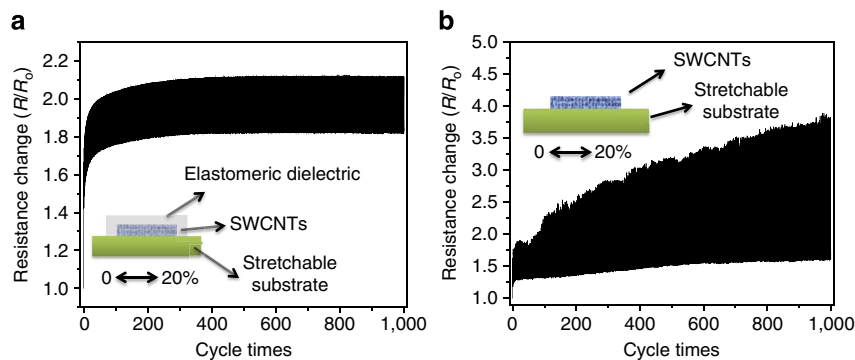 a
Resistance change (R/Ro)
2.2
2.0
1.8
1.6
1.4
1.2
1.0
Elastomeric dielectric
SWCNTs
Stretchable
substrate
0 20%
0 200 400 600 800 1,000
Cycle times
b
Resistance change (R/Ro)
5.0
4.5
4.0
3.5
3.0
2.5
2.0
1.5
1.0
SWCNTs
Stretchable
substrate
0 20%
0 200 400 600 800 1,000
Cycle times